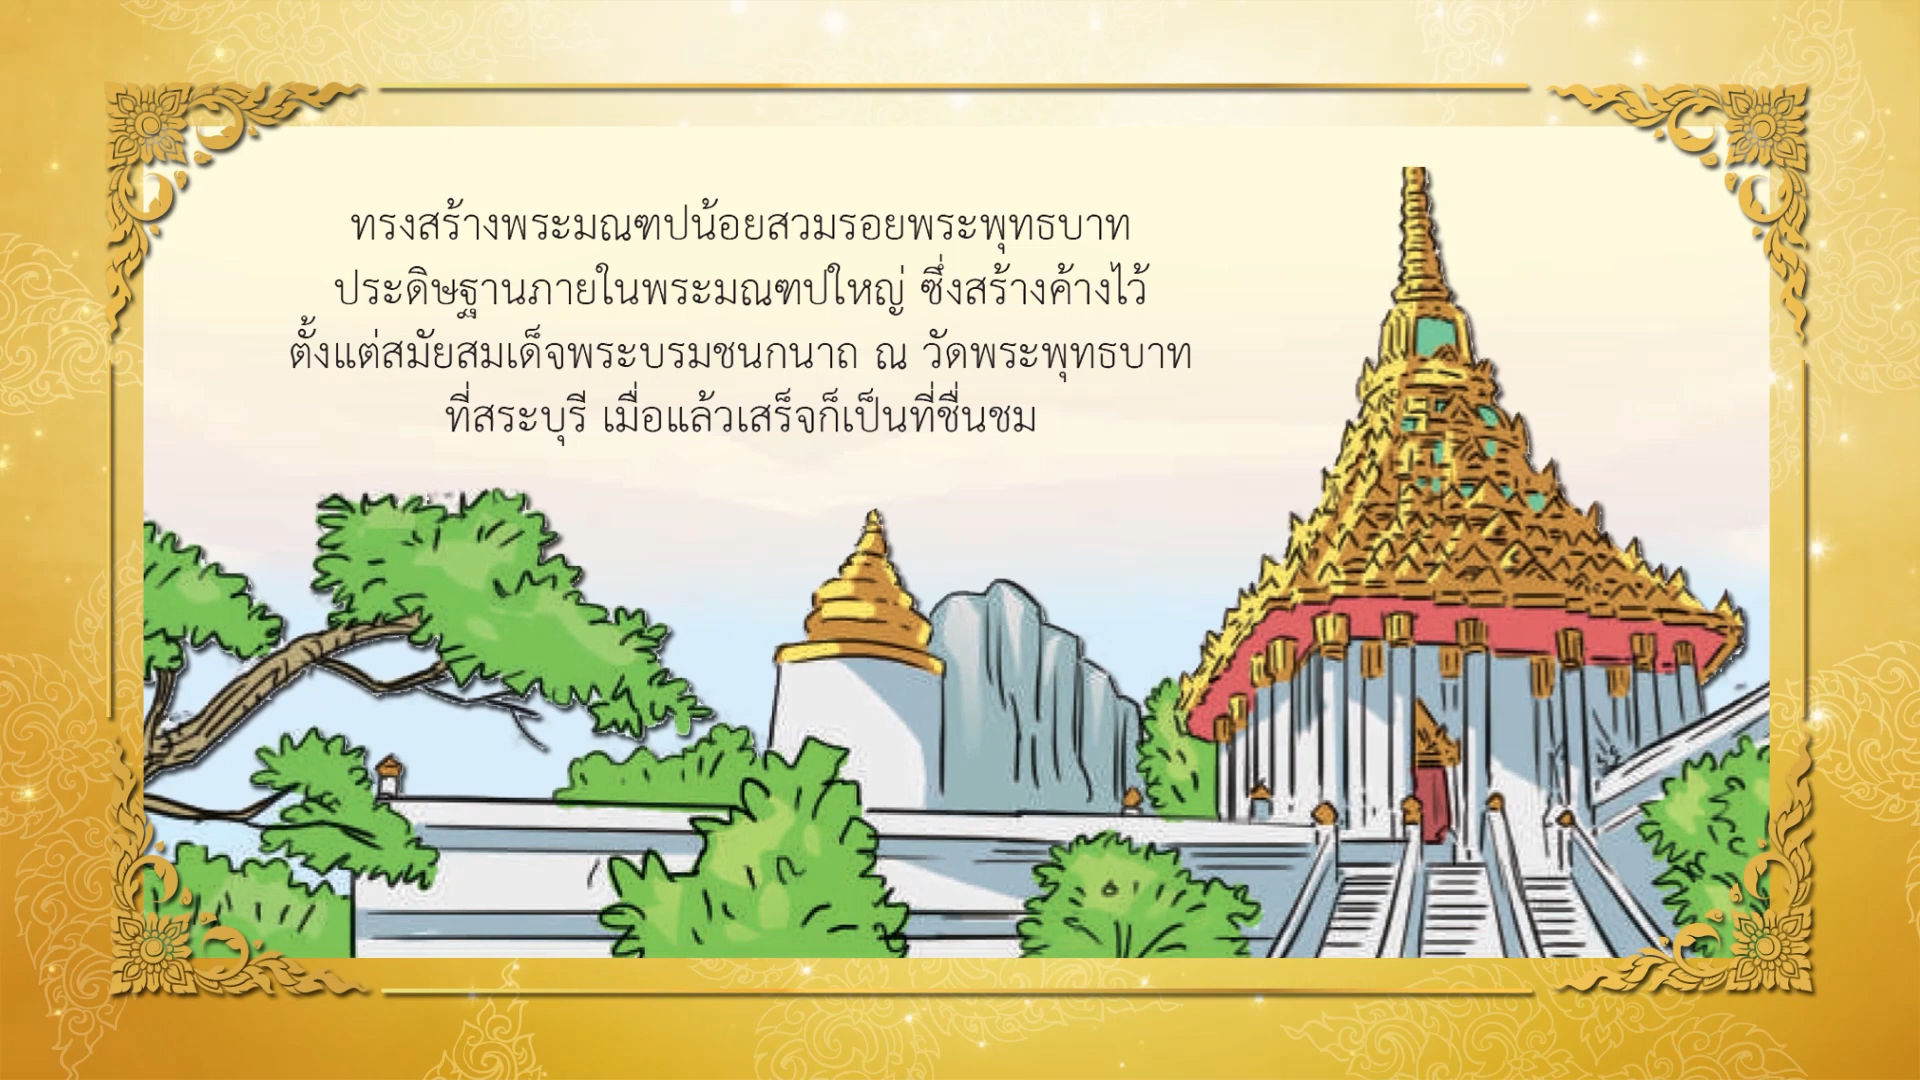 ทรงสร้างพระมณฑปน้อยสวมรอยพระพุทธบาท
ประดิษฐานภายในพระมณฑปใหญ่ ซึ่งสร้างค้างไว้
ตั้งแต่สมัยสมเด็จพระบรมชนกนาถ ณ วัดพระพุทธบาท
ที่สระบุรี เมื่อแล้วเสร็จก็เป็นที่ชื่นชม